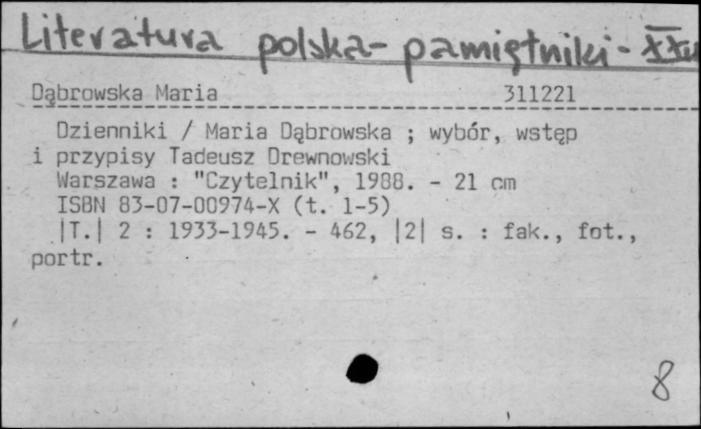 Literatura polska - pamiętniki - XX w
Dąbrowska Maria 311221
Dzienniki / Maria Dąbrowska ; wybór, wstęp
i przypisy Tadeusz Drewnowski
Warszawa : "Czytelnik", 1988. - 21 cm
ISBN 83-07-00974-X (t. 1-5)
|T.| 2 : 1933-1945. - 462, |2| s. : fak., fot.,
portr.
8